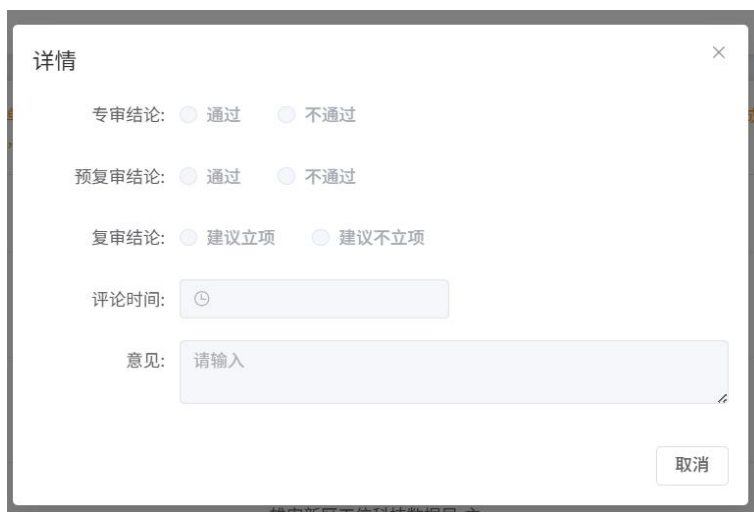 详情
专审结论: 通过 不通过
预复审结论: 通过 不通过
复审结论: 建议立项 建议不立项
评论时间:
意见: 请输入
取消